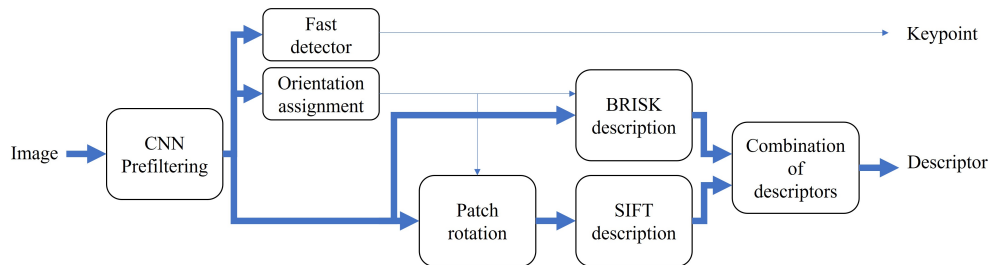 Fast
detector
Keypoint
Orientation
assignment
BRISK
description
CNN
Prefiltering
Image
Combination
of
descriptors
Descriptor
Patch
rotation
SIFT
description